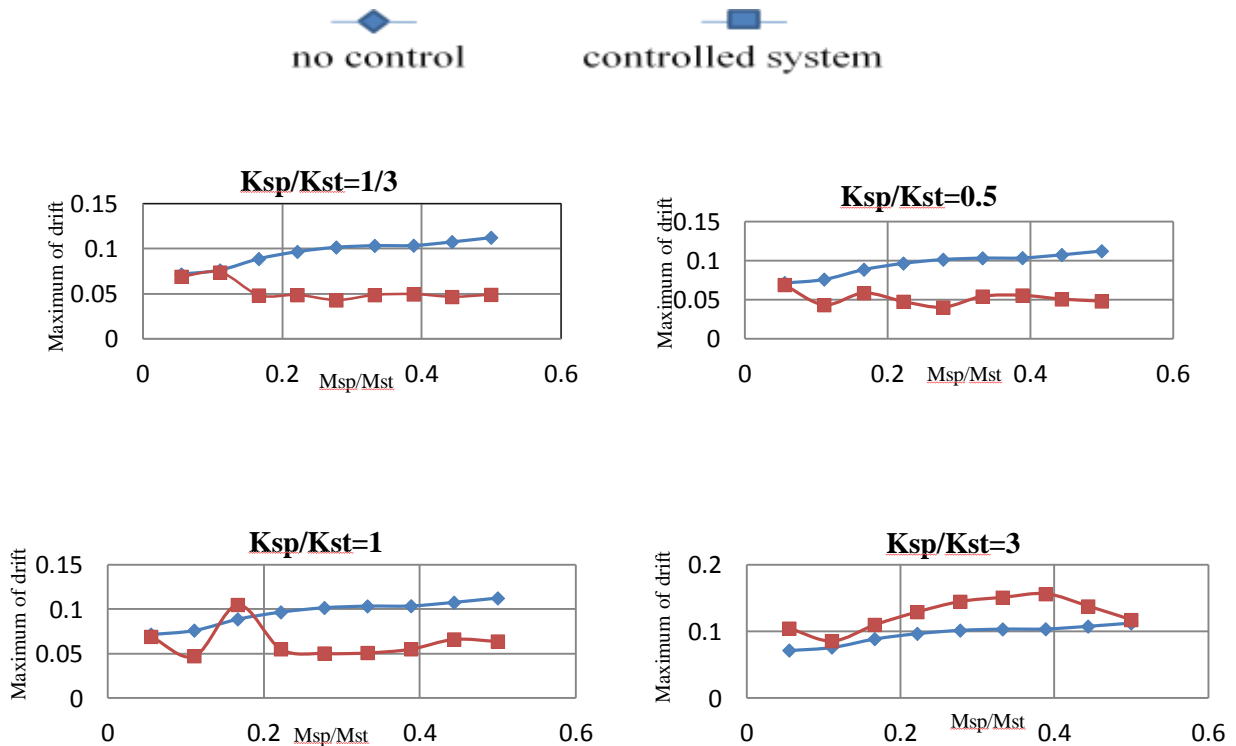 no control
controlled system
Ksp/Kst=1/3
Maximum of drift
0.15
0.1
0.05
0
0
0.2
0.4
0.6
Msp/Mst
Ksp/Kst=0.5
Maximum of drift
0.15
0.1
0.05
0
0
0.2
0.4
0.6
Msp/Mst
Ksp/Kst=1
Maximum of drift
0.15
0.1
0.05
0
0
0.2
0.4
0.6
Msp/Mst
Ksp/Kst=3
Maximum of drift
0.2
0.1
0
0
0.2
0.4
0.6
Msp/Mst